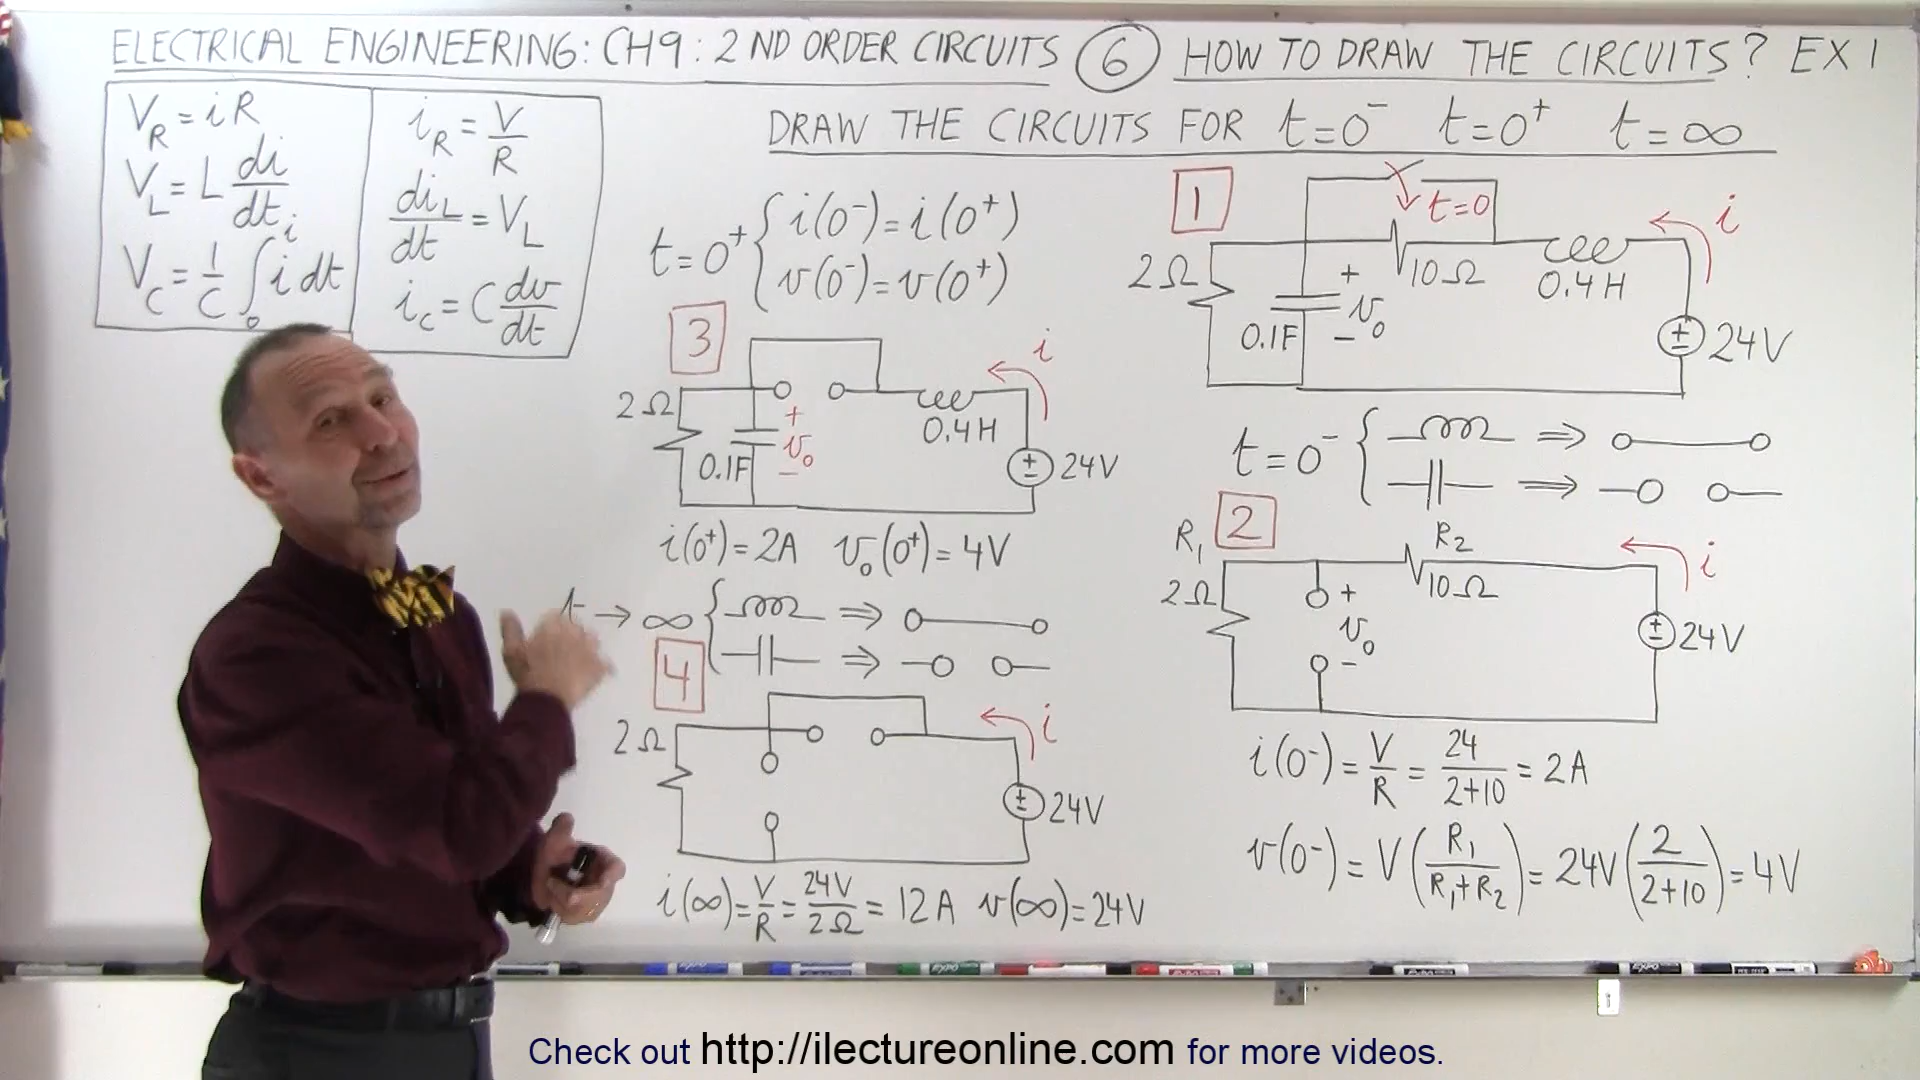 ELECTRICAL ENGINEERING: CH9: 2ND ORDER CIRCUITS ⑥ HOW TO DRAW THE CIRCUITS? EX 1
V_R = iR
V_L = L di/dt
V_C = 1/C ∫_0^i i dt
i_R = V/R
di_L/dt = V_L
i_C = C dv/dt
DRAW THE CIRCUITS FOR t=0⁻ t=0⁺ t=∞
t=0⁺ { i(0⁻) = i(0⁺)
v(0⁻) = v(0⁺)
1
t=0
i
2Ω
+
10Ω
0.4H
v₀
0.1F
−
±
24V
t=0⁻ { ⇒
⇒
2
R₁
R₂
i
2Ω
+
10Ω
v₀
−
±
24V
i(0⁻) = V/R = 24/(2+10) = 2A
v(0⁻) = V(R₁/(R₁+R₂)) = 24V(2/(2+10)) = 4V
3
i
2Ω
+
0.4H
v₀
0.1F
−
±
24V
i(0⁺) = 2A v₀(0⁺) = 4V
t → ∞ { ⇒
⇒
4
i
2Ω
±
24V
i(∞) = V/R = 24V/2Ω = 12A v(∞) = 24V
EXPO
Check out http://ilectureonline.com for more videos.